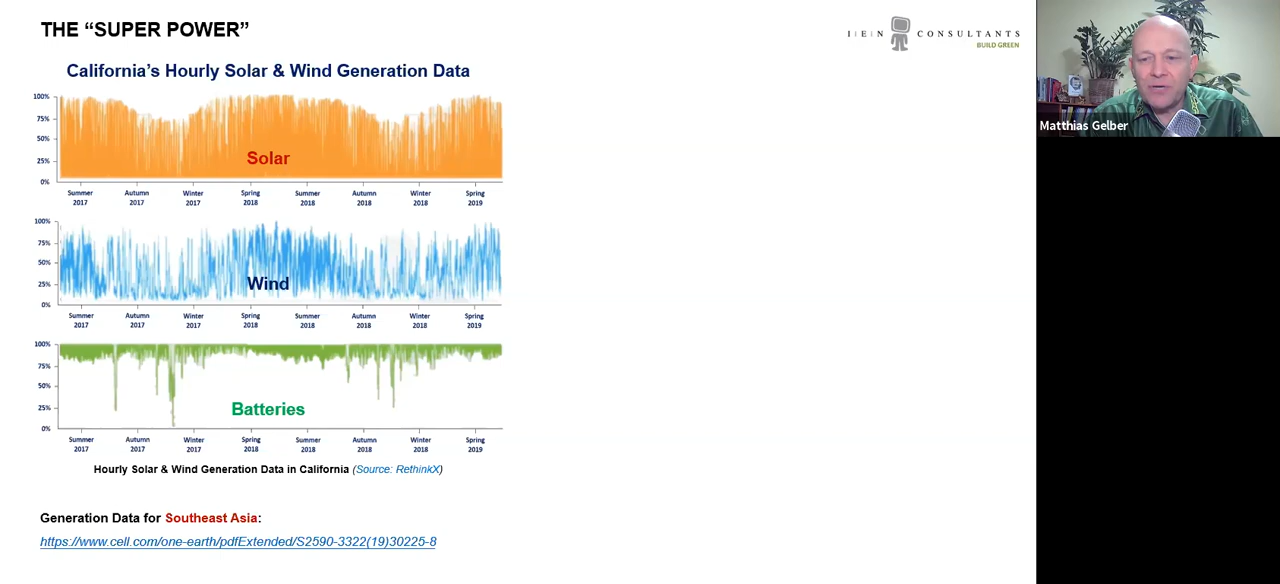 THE “SUPER POWER”
I|E|N CONSULTANTS
BUILD GREEN
California’s Hourly Solar & Wind Generation Data
100%
75%
50%
25%
0%
Solar
Summer 2017
Autumn 2017
Winter 2017
Spring 2018
Summer 2018
Autumn 2018
Winter 2018
Spring 2019
100%
75%
50%
25%
0%
Wind
Summer 2017
Autumn 2017
Winter 2017
Spring 2018
Summer 2018
Autumn 2018
Winter 2018
Spring 2019
100%
75%
50%
25%
0%
Batteries
Summer 2017
Autumn 2017
Winter 2017
Spring 2018
Summer 2018
Autumn 2018
Winter 2018
Spring 2019
Hourly Solar & Wind Generation Data in California (Source: RethinkX)
Generation Data for Southeast Asia:
https://www.cell.com/one-earth/pdfExtended/S2590-3322(19)30225-8
Matthias Gelber